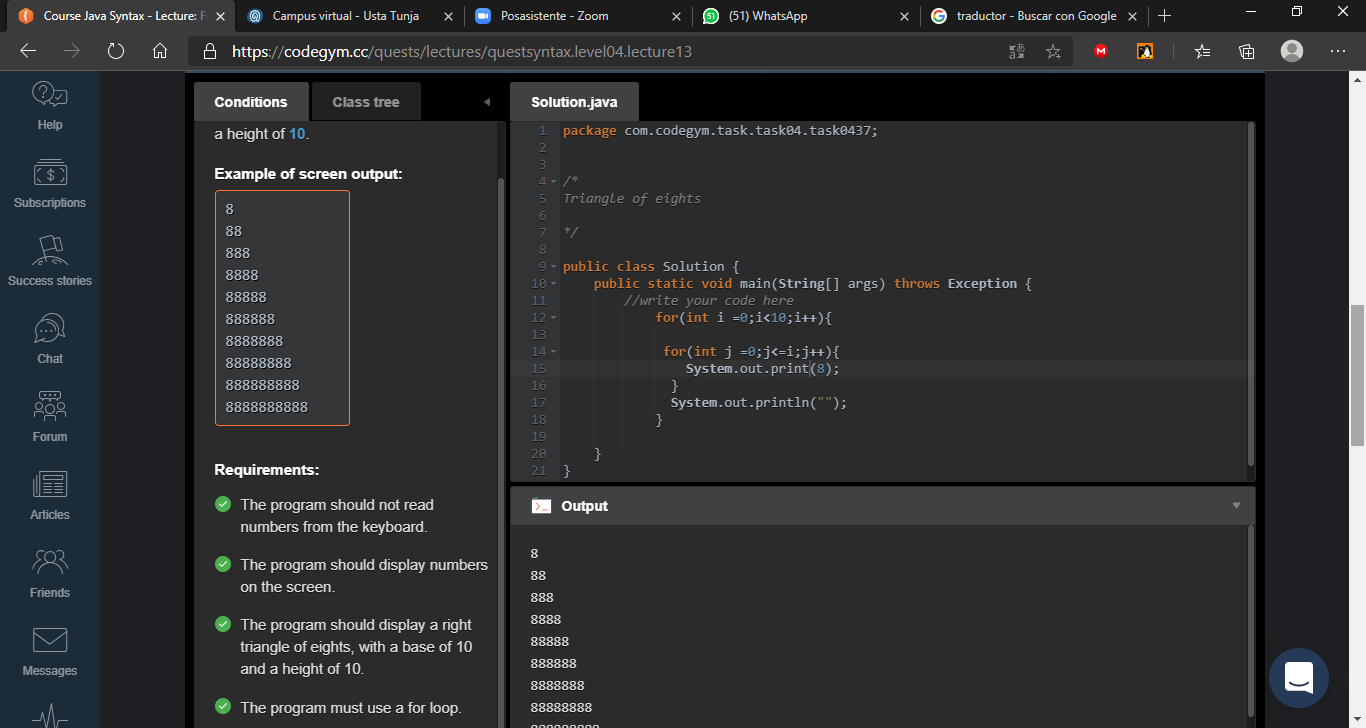 Course Java Syntax - Lecture: F
Campus virtual - Usta Tunja
Posasistente - Zoom
(51) WhatsApp
traductor - Buscar con Google
https://codegym.cc/quests/lectures/questsyntax.level04.lecture13
Help
Subscriptions
Success stories
Chat
Forum
Articles
Friends
Messages
Conditions
Class tree
a height of 10.
Example of screen output:
8
88
888
8888
88888
888888
8888888
88888888
888888888
8888888888
Requirements:
The program should not read
numbers from the keyboard.
The program should display numbers
on the screen.
The program should display a right
triangle of eights, with a base of 10
and a height of 10.
The program must use a for loop.
Solution.java
1 package com.codegym.task.task04.task0437;
2
3
4 /*
5 Triangle of eights
6
7 */
8
9 public class Solution {
10 public static void main(String[] args) throws Exception {
11 //write your code here
12 for(int i =0;i<10;i++){
13
14 for(int j =0;j<=i;j++){
15 System.out.print(8);
16 }
17 System.out.println("");
18 }
19
20 }
21 }
Output
8
88
888
8888
88888
888888
8888888
88888888
888888888